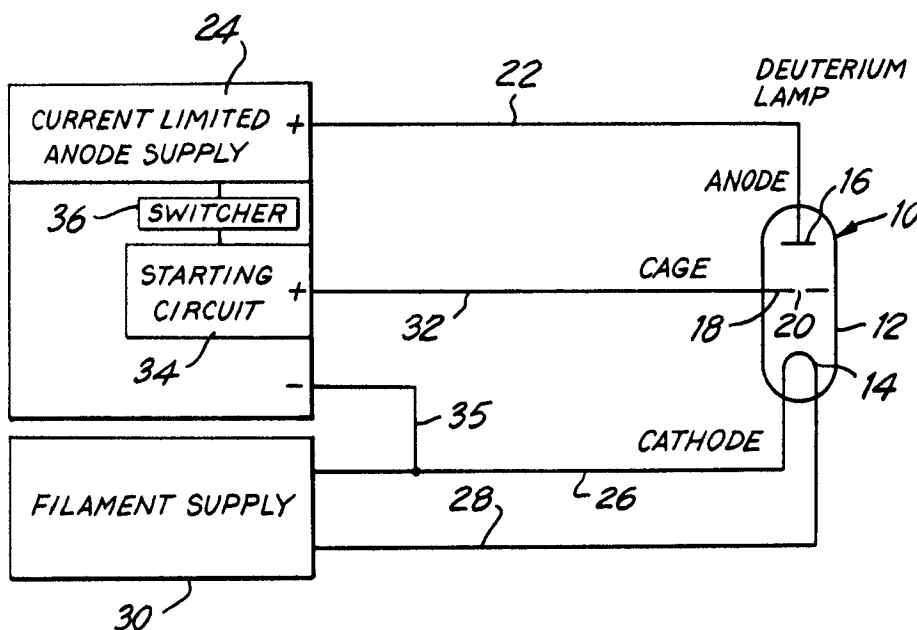 24
CURRENT LIMITED
ANODE SUPPLY
+
22
DEUTERIUM
LAMP
ANODE
16
10
36
SWITCHER
STARTING
CIRCUIT
+
34
CAGE
32
18
20
12
14
-
35
CATHODE
FILAMENT SUPPLY
26
28
30